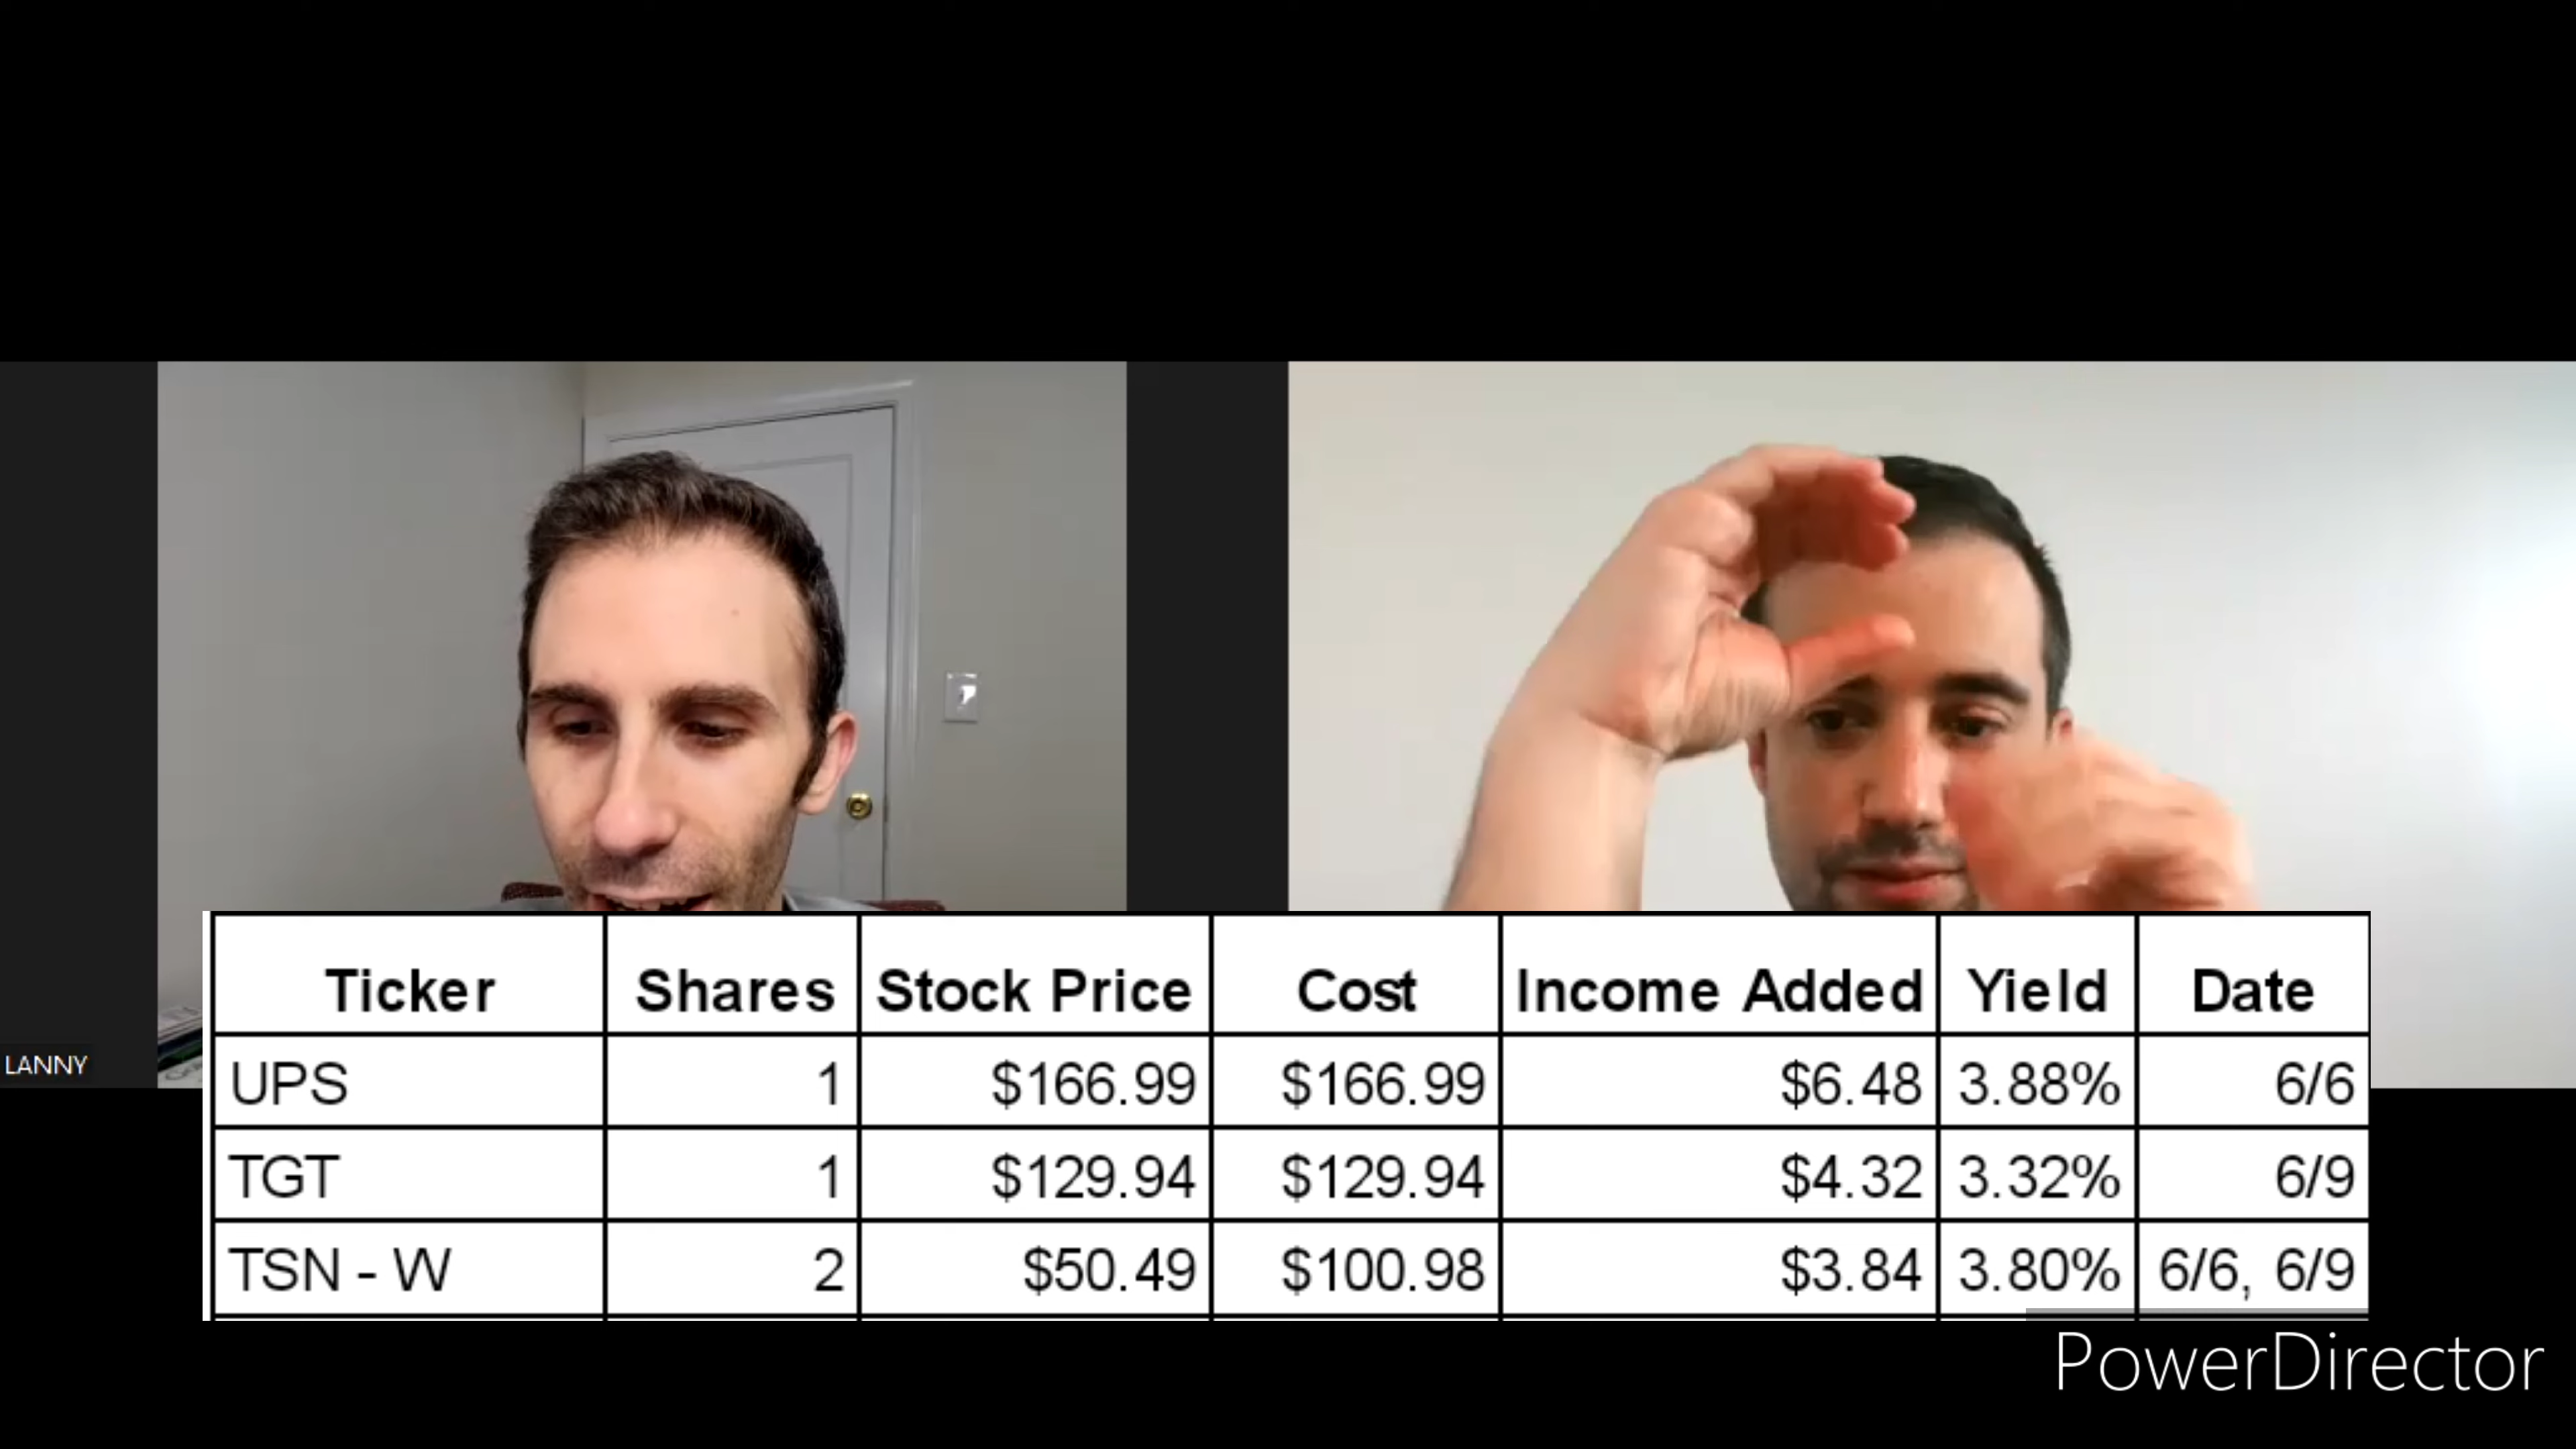 LANNY
Ticker Shares Stock Price Cost Income Added Yield Date
UPS 1 $166.99 $166.99 $6.48 3.88% 6/6
TGT 1 $129.94 $129.94 $4.32 3.32% 6/9
TSN - W 2 $50.49 $100.98 $3.84 3.80% 6/6, 6/9
PowerDirector